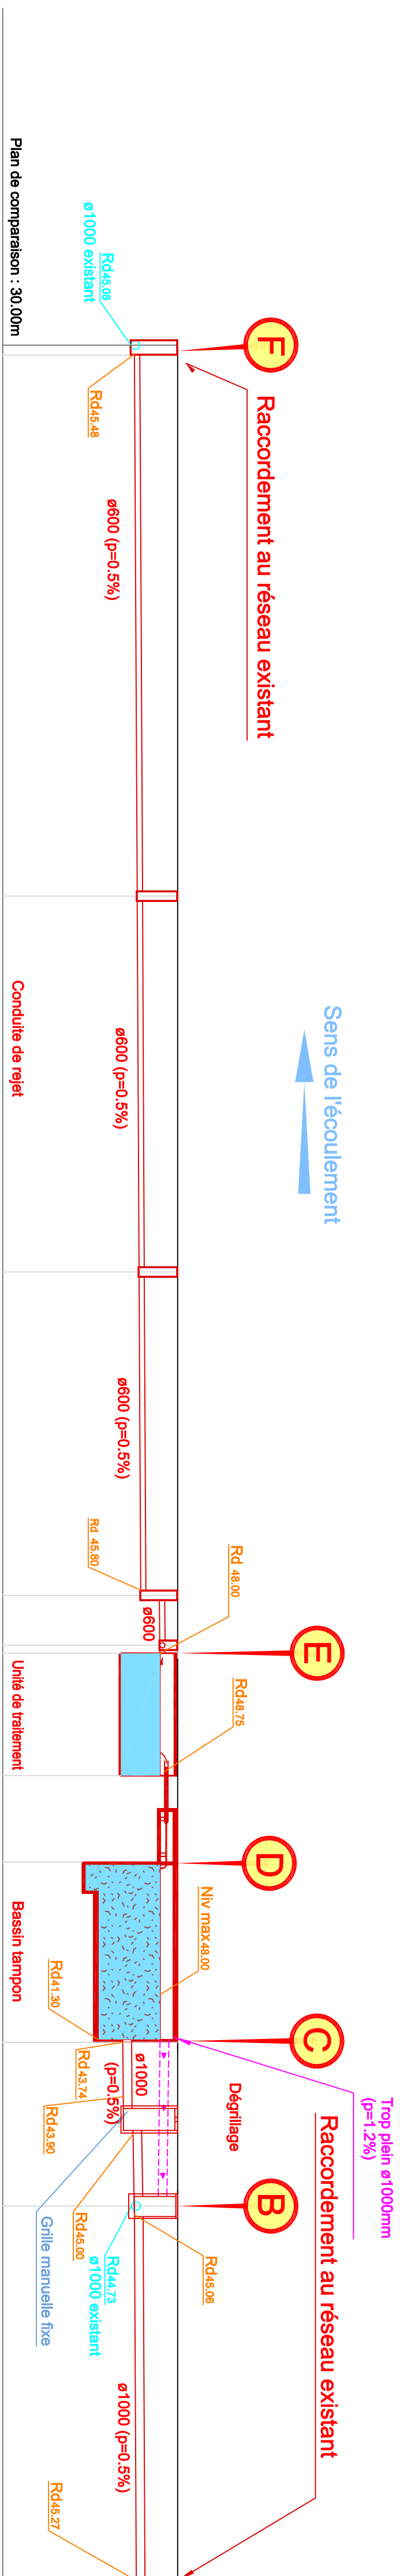 F
Raccordement au réseau existant
Rd45.08
ø1000 existant
Rd45.48
Plan de comparaison : 30.00m
ø600 (p=0.5%)
Sens de l'écoulement
ø600 (p=0.5%)
Conduite de rejet
ø600 (p=0.5%)
Rd 45.80
ø600
Rd 48.00
E
Unité de traitement
Rd48.75
D
Niv max48.00
Bassin tampon
Rd41.30
C
Rd43.74
ø1000
(p=0.5%)
Rd43.90
Trop plein ø1000mm
(p=1.2%)
Dégrillage
Raccordement au réseau existant
B
Grille manuelle fixe
Rd45.00
Rd44.73
ø1000 existant
Rd45.06
ø1000 (p=0.5%)
Rd45.27